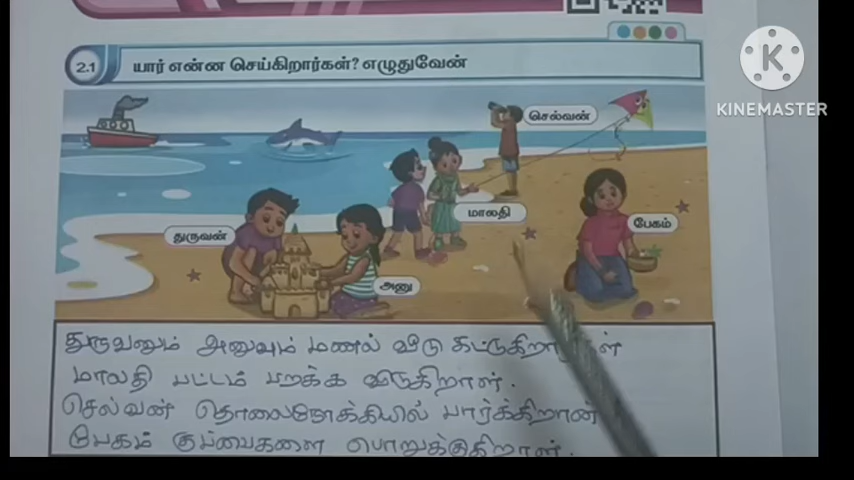 2.1 யார் என்ன செய்கிறார்கள்? எழுதுவேன்
KINEMASTER
செல்வன்
மாலதி
துருவன்
பேகம்
அனு
துருவனும் அனுவும் மணல் வீடு கட்டுகிறார்கள்
மாலதி பட்டம் பறக்க விடுகிறாள்.
செல்வன் தொலைநோக்கியில் பார்க்கிறான்
பேகம் குப்பைகளை பொறுக்குகிறாள்.